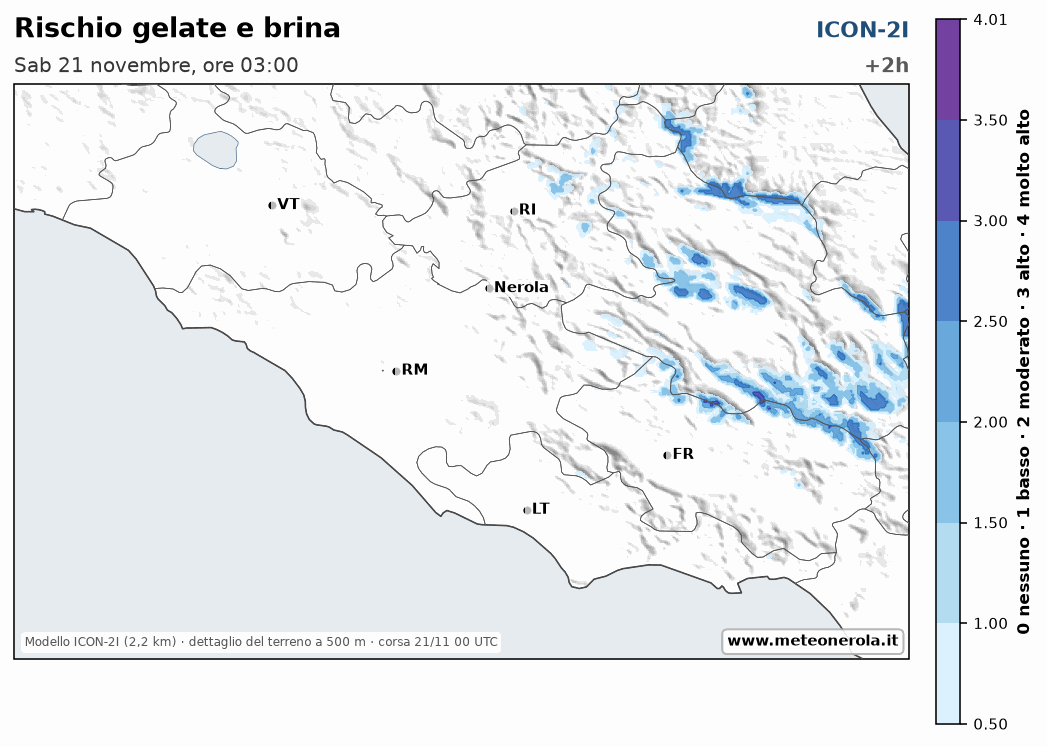 Rischio gelate e brina
ICON-2I
Sab 21 novembre, ore 03:00
+2h
VT
RI
Nerola
RM
FR
LT
Modello ICON-2I (2,2 km) · dettaglio del terreno a 500 m · corsa 21/11 00 UTC
www.meteonerola.it
4.01
3.50
3.00
2.50
2.00
1.50
1.00
0.50
0 nessuno · 1 basso · 2 moderato · 3 alto · 4 molto alto